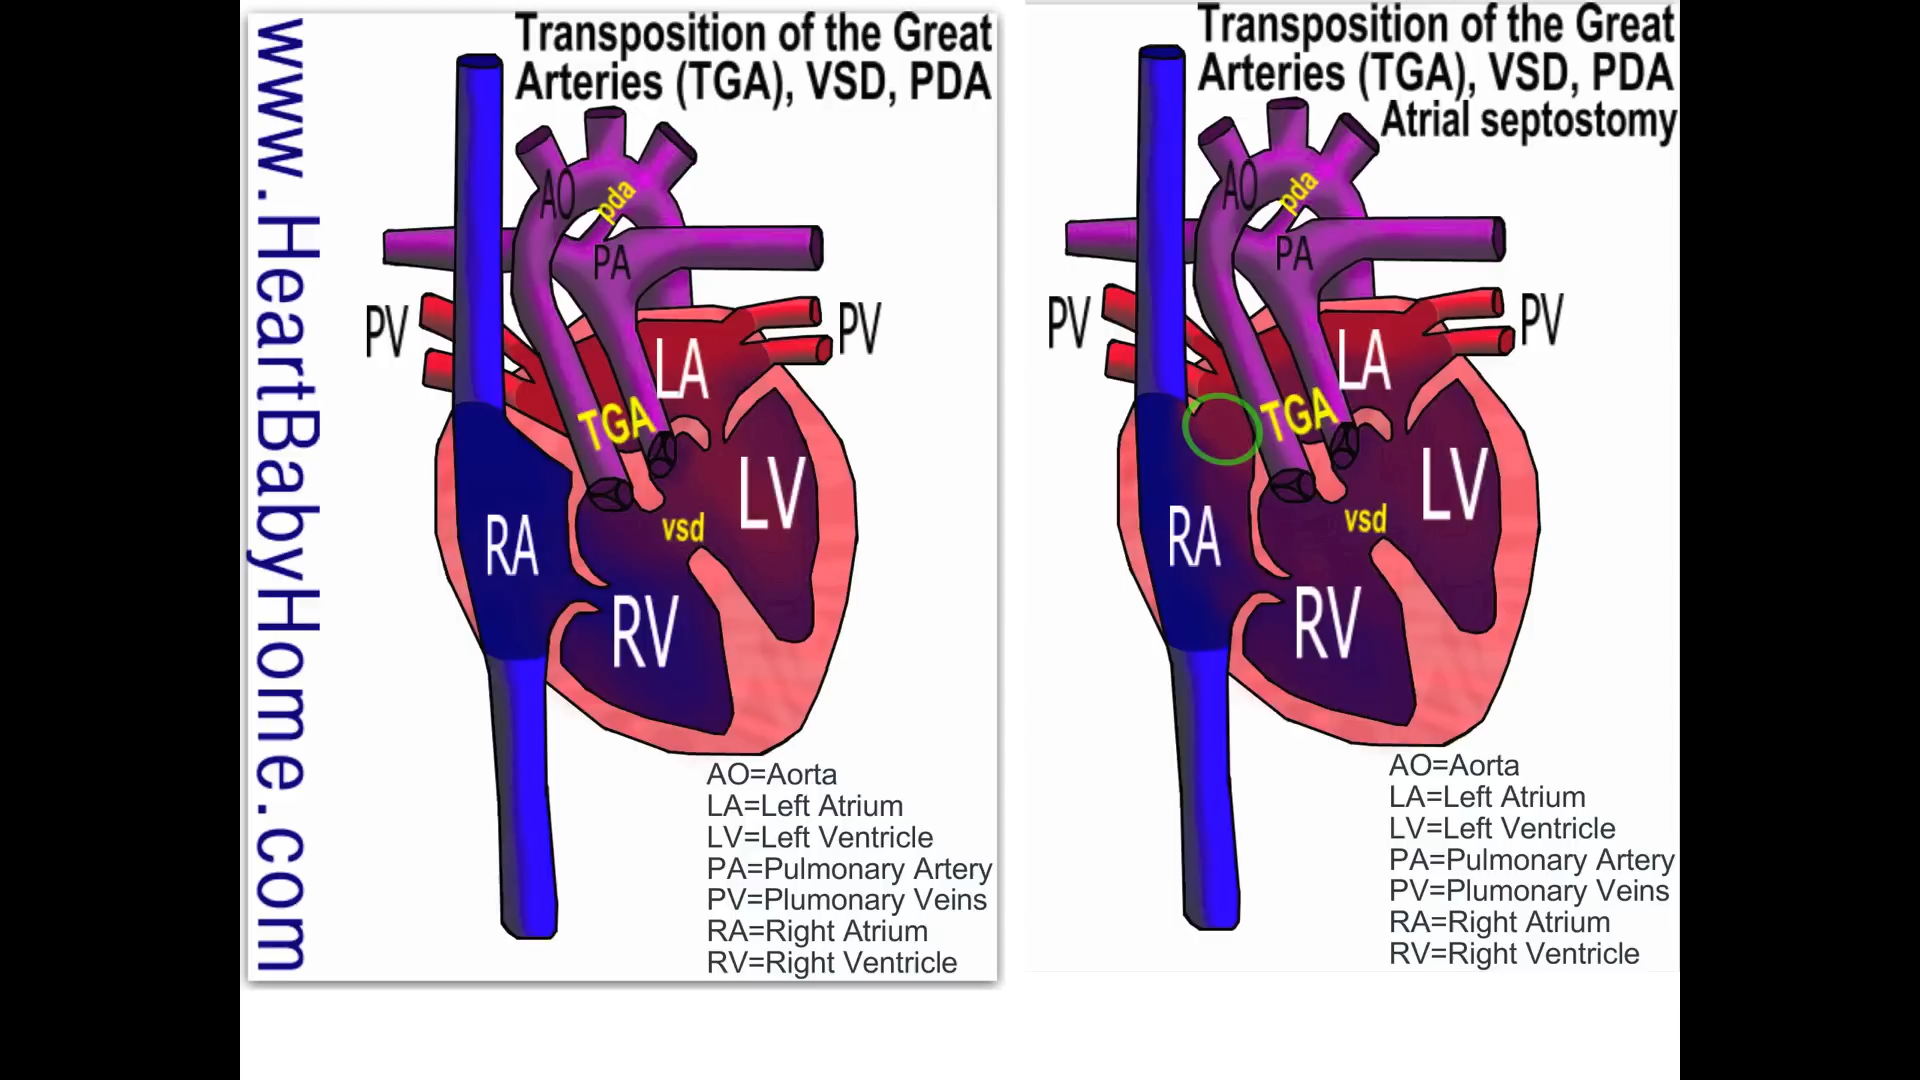 www.HeartBabyHome.com
Transposition of the Great
Arteries (TGA), VSD, PDA
AO
pda
PA
PV
PV
LA
TGA
LV
vsd
RA
RV
AO=Aorta
LA=Left Atrium
LV=Left Ventricle
PA=Pulmonary Artery
PV=Plumonary Veins
RA=Right Atrium
RV=Right Ventricle
Transposition of the Great
Arteries (TGA), VSD, PDA
Atrial septostomy
AO
pda
PA
PV
PV
LA
TGA
LV
vsd
RA
RV
AO=Aorta
LA=Left Atrium
LV=Left Ventricle
PA=Pulmonary Artery
PV=Plumonary Veins
RA=Right Atrium
RV=Right Ventricle